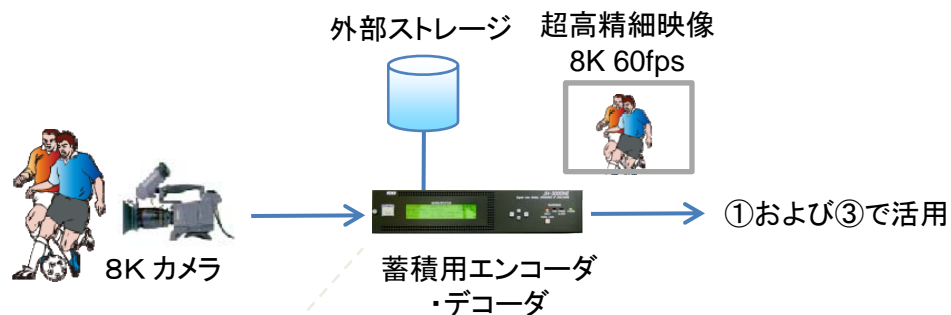 外部ストレージ
超高精細映像
8K 60fps
8K カメラ
蓄積用エンコーダ
・デコーダ
①および③で活用